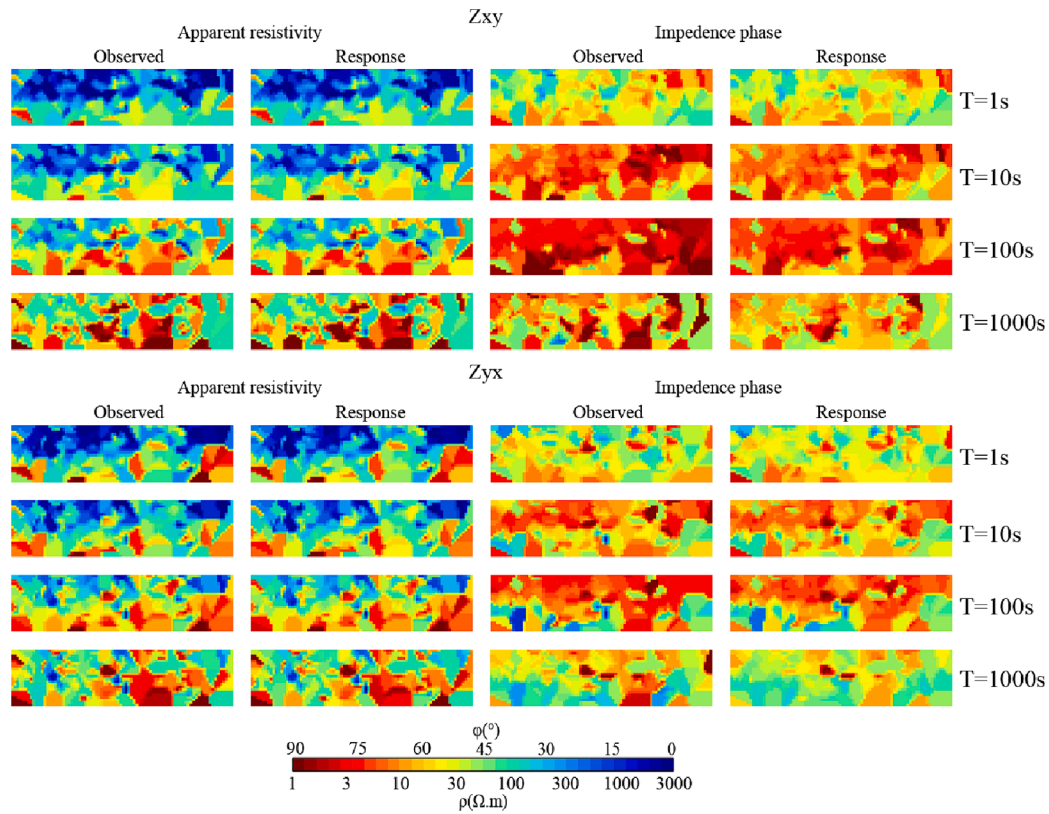 Zxy
Apparent resistivity Impedence phase
Observed Response Observed Response
T=1s
T=10s
T=100s
T=1000s
Zyx
Apparent resistivity Impedence phase
Observed Response Observed Response
T=1s
T=10s
T=100s
T=1000s
φ(°)
90 75 60 45 30 15 0
1 3 10 30 100 300 1000 3000
ρ(Ω.m)